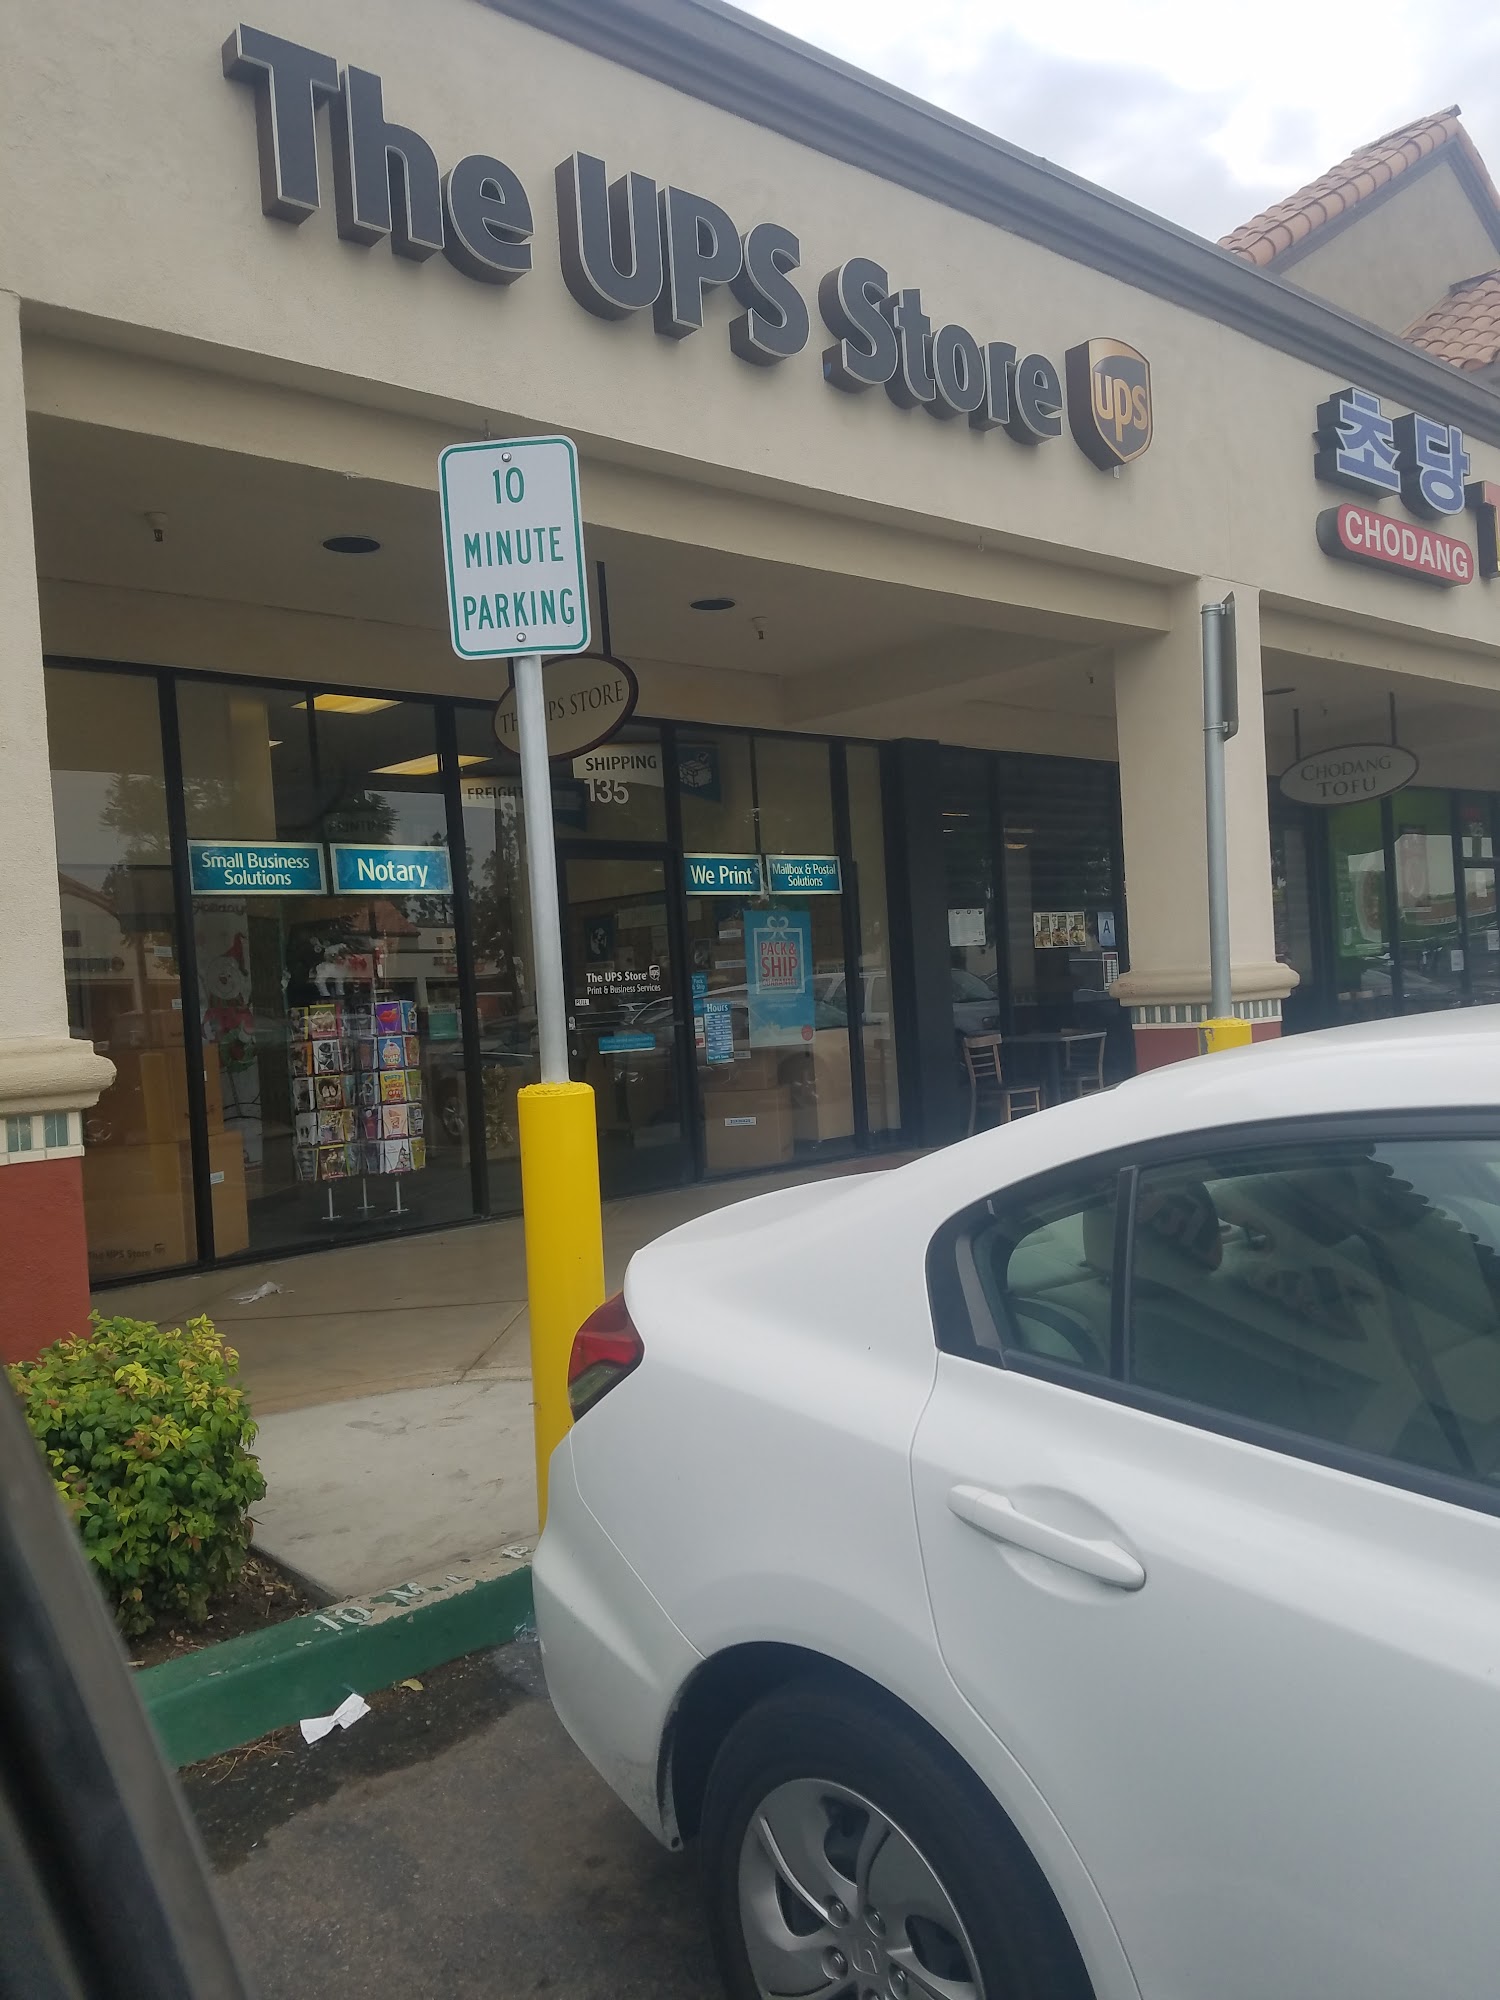 The UPS Store
ups
초당
CHODANG
10
MINUTE
PARKING
THE UPS STORE
CHODANG
TOFU
SHIPPING
135
FREIGHT
Small Business
Solutions
Notary
We Print
Mailbox & Postal
Solutions
PACK &
SHIP
The UPS Store
Print & Business Services
PULL
Hours
A
The UPS Store
10 M